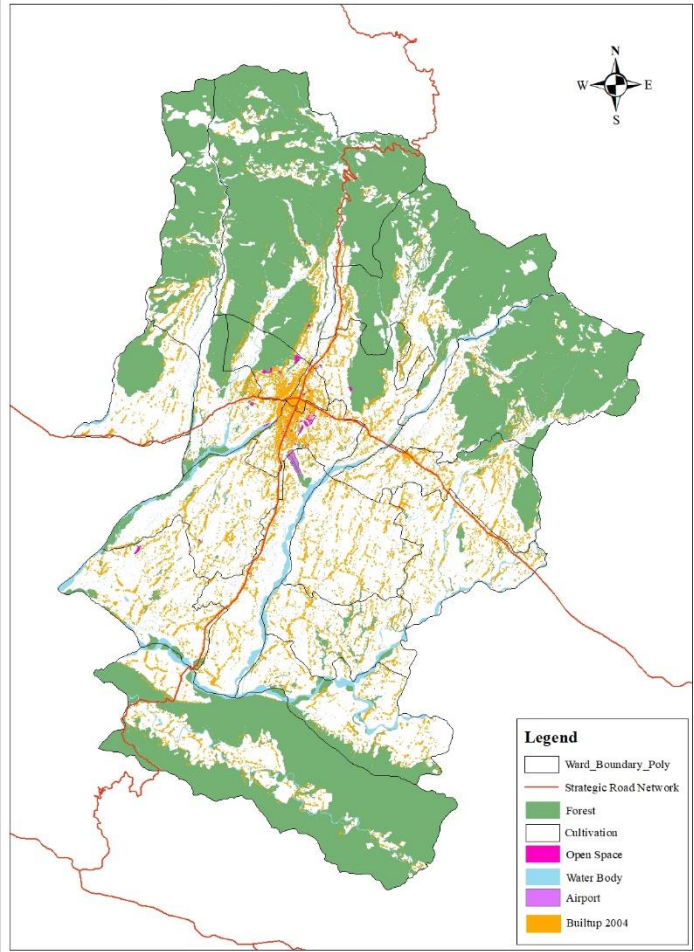 N
W E
S
Legend
Ward_Boundary_Poly
Strategic Road Network
Forest
Cultivation
Open Space
Water Body
Airport
Builtup 2004